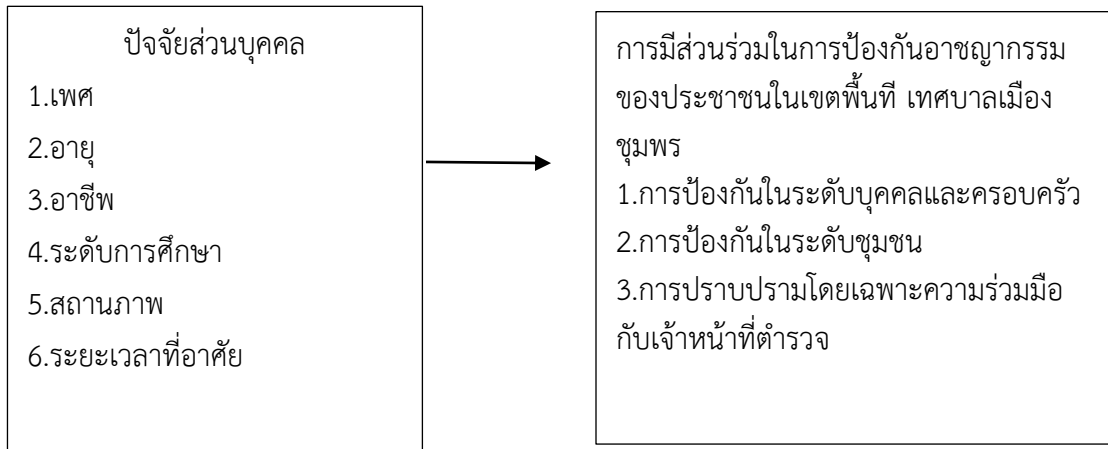 ปัจจัยส่วนบุคคล
1.เพศ
2.อายุ
3.อาชีพ
4.ระดับการศึกษา
5.สถานภาพ
6.ระยะเวลาที่อาศัย
การมีส่วนร่วมในการป้องกันอาชญากรรม
ของประชาชนในเขตพื้นที เทศบาลเมือง
ชุมพร
1.การป้องกันในระดับบุคคลและครอบครัว
2.การป้องกันในระดับชุมชน
3.การปราบปรามโดยเฉพาะความร่วมมือ
กับเจ้าหน้าที่ตำรวจ